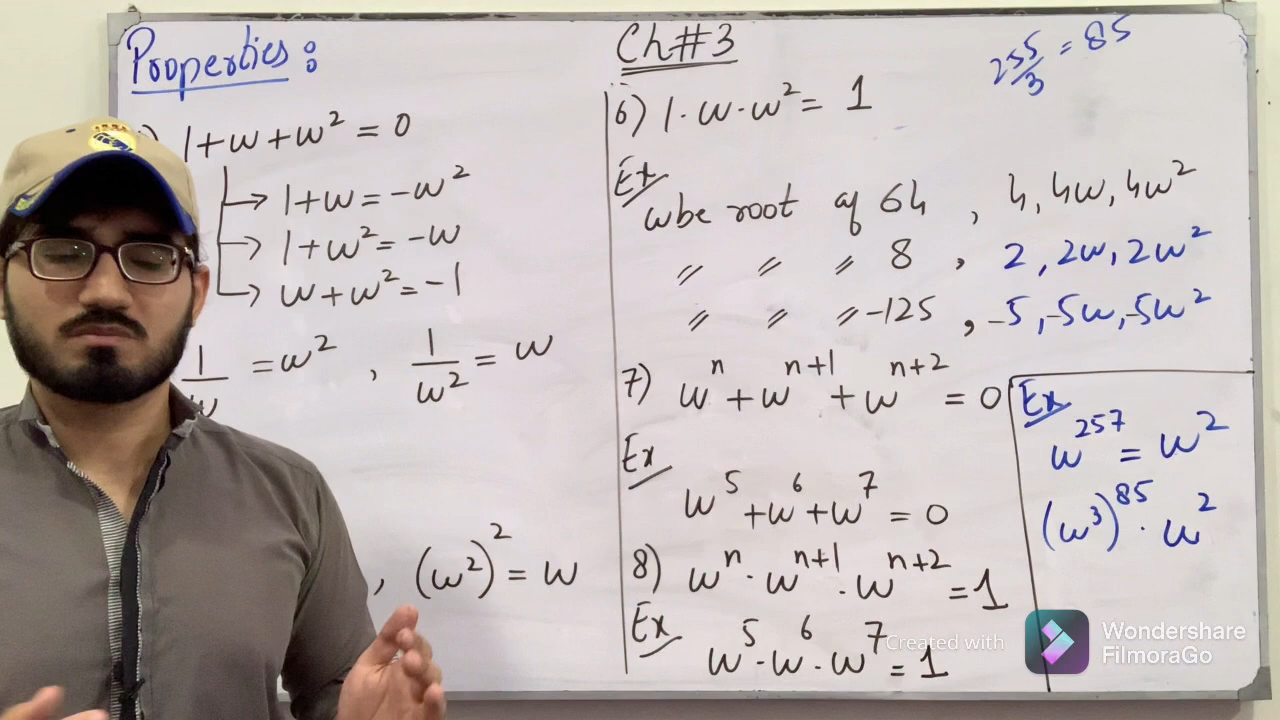 Properties:
1+w+w² = 0
→ 1+w = -w²
→ 1+w² = -w
→ w+w² = -1
1/w = w² , 1/w² = w
, (w²)² = w
Ch#3
255/3 = 85
6) 1·w·w² = 1
Ex
wbe root of 64 , 4, 4w, 4w²
〃 〃 〃 8 , 2, 2w, 2w²
〃 〃 〃 -125 , -5, -5w, -5w²
7) wⁿ + wⁿ⁺¹ + wⁿ⁺² = 0
Ex
w⁵ + w⁶ + w⁷ = 0
8) wⁿ · wⁿ⁺¹ · wⁿ⁺² = 1
Ex
w⁵ · w⁶ · w⁷ = 1
Ex
w²⁵⁷ = w²
(w³)⁸⁵ · w²
Created with
Wondershare
FilmoraGo